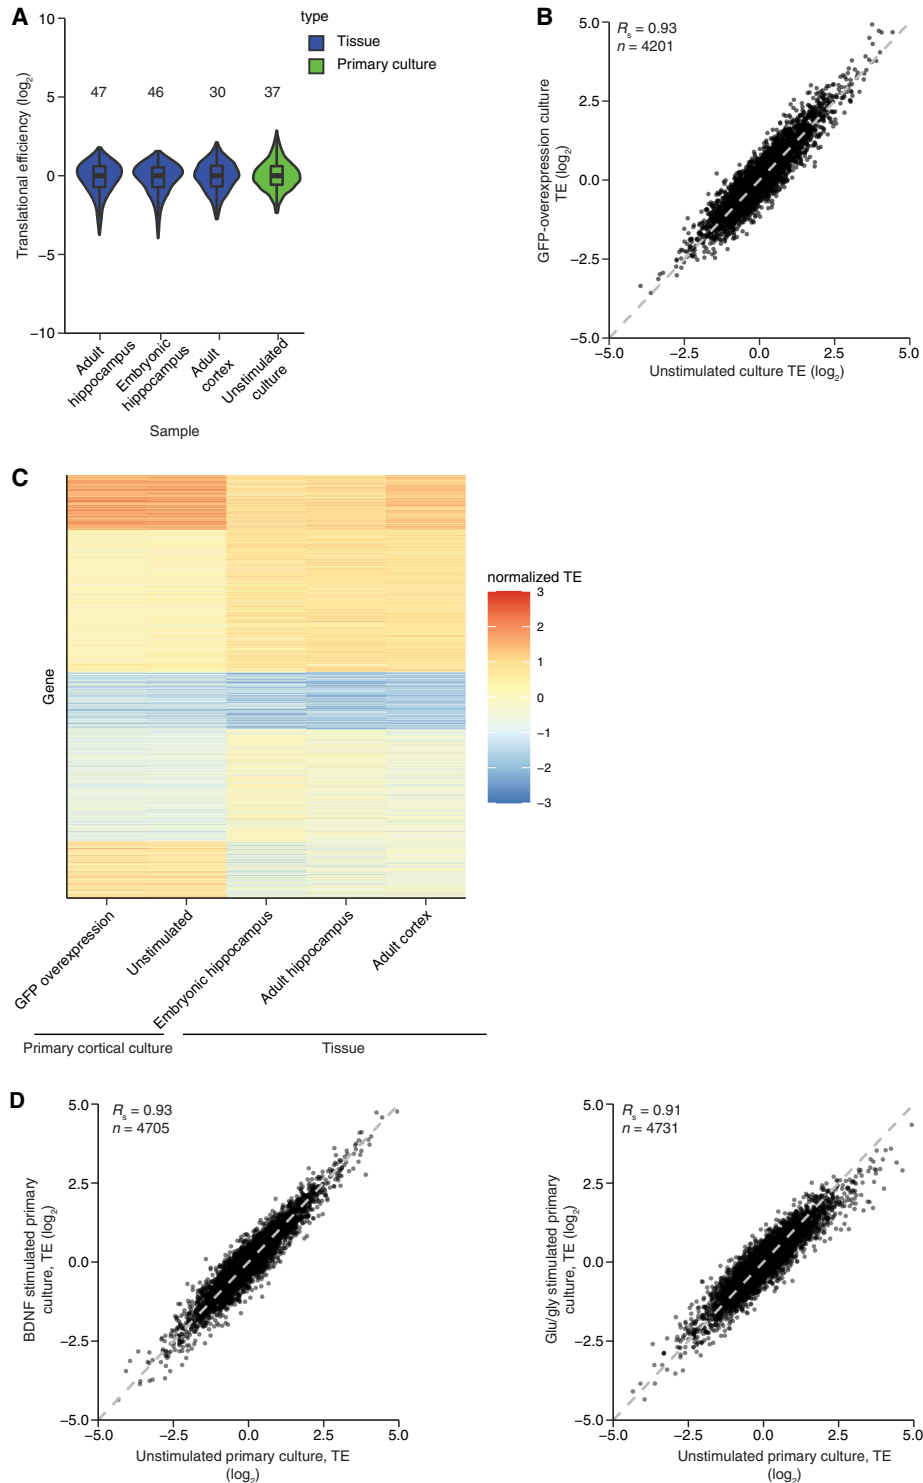 A
type
Tissue
Primary culture
Translational efficiency (log2)
10
5
0
−5
−10
47
46
30
37
Adult
hippocampus
Embryonic
hippocampus
Adult
cortex
Unstimulated
culture
Sample
B
Rs = 0.93
n = 4201
GFP-overexpression culture
TE (log2)
5.0
2.5
0.0
−2.5
−5.0
−5.0
−2.5
0.0
2.5
5.0
Unstimulated culture TE (log2)
C
Gene
normalized TE
3
2
1
0
−1
−2
−3
GFP overexpression
Unstimulated
Embryonic hippocampus
Adult hippocampus
Adult cortex
Primary cortical culture
Tissue
D
Rs = 0.93
n = 4705
BDNF stimulated primary
culture, TE (log2)
5.0
2.5
0.0
−2.5
−5.0
−5.0
−2.5
0.0
2.5
5.0
Unstimulated primary culture, TE
(log2)
Rs = 0.91
n = 4731
Glu/gly stimulated primary
culture, TE (log2)
5.0
2.5
0.0
−2.5
−5.0
−5.0
−2.5
0.0
2.5
5.0
Unstimulated primary culture, TE
(log2)